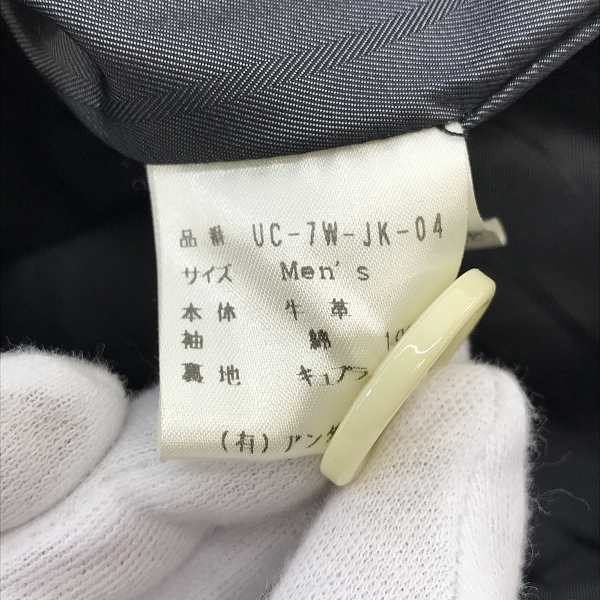 品番 UC-7W-JK-04
サイズ Men's
本体 牛革
袖 綿
裏地 キュプラ
(有) アン